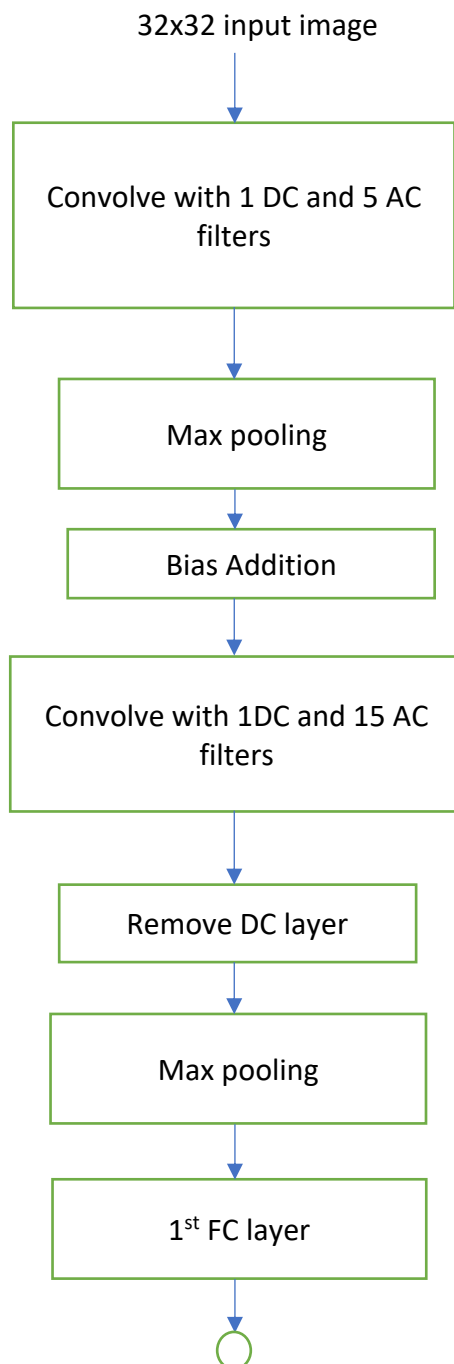 32x32 input image
Convolve with 1 DC and 5 AC
filters
Max pooling
Bias Addition
Convolve with 1DC and 15 AC
filters
Remove DC layer
Max pooling
1st FC layer